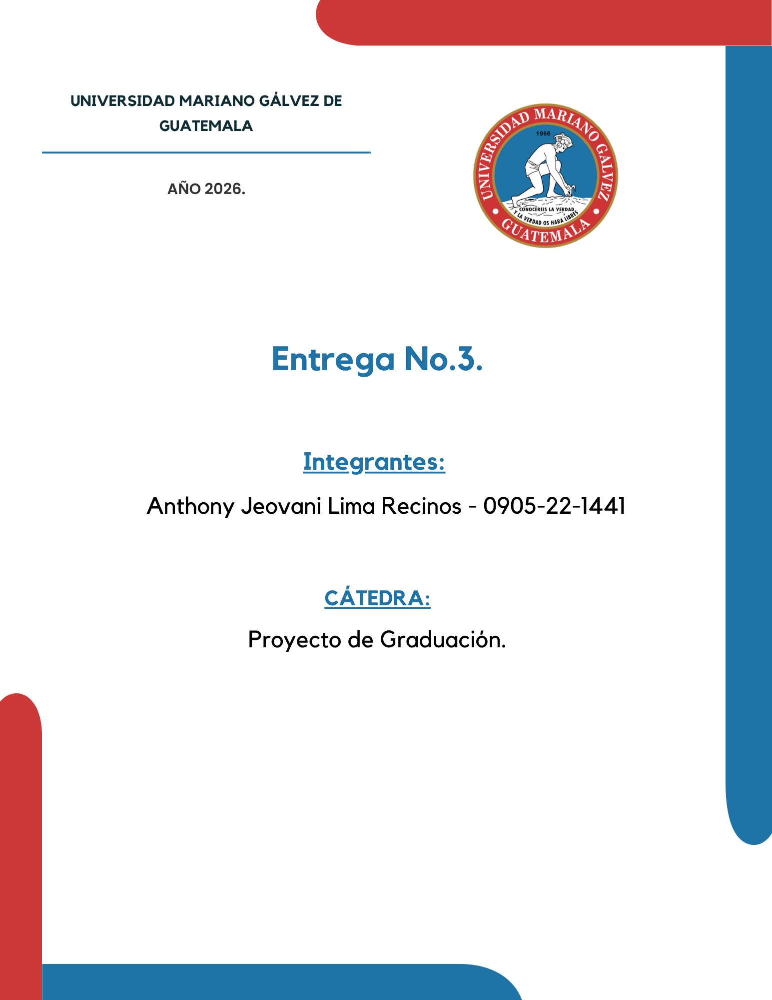 UNIVERSIDAD MARIANO GÁLVEZ DE
GUATEMALA
AÑO 2026.
UNIVERSIDAD MARIANO GALVEZ
1966
CONOCEREIS LA VERDAD
Y LA VERDAD OS HARA LIBRES
GUATEMALA
Entrega No.3.
Integrantes:
Anthony Jeovani Lima Recinos - 0905-22-1441
CÁTEDRA:
Proyecto de Graduación.